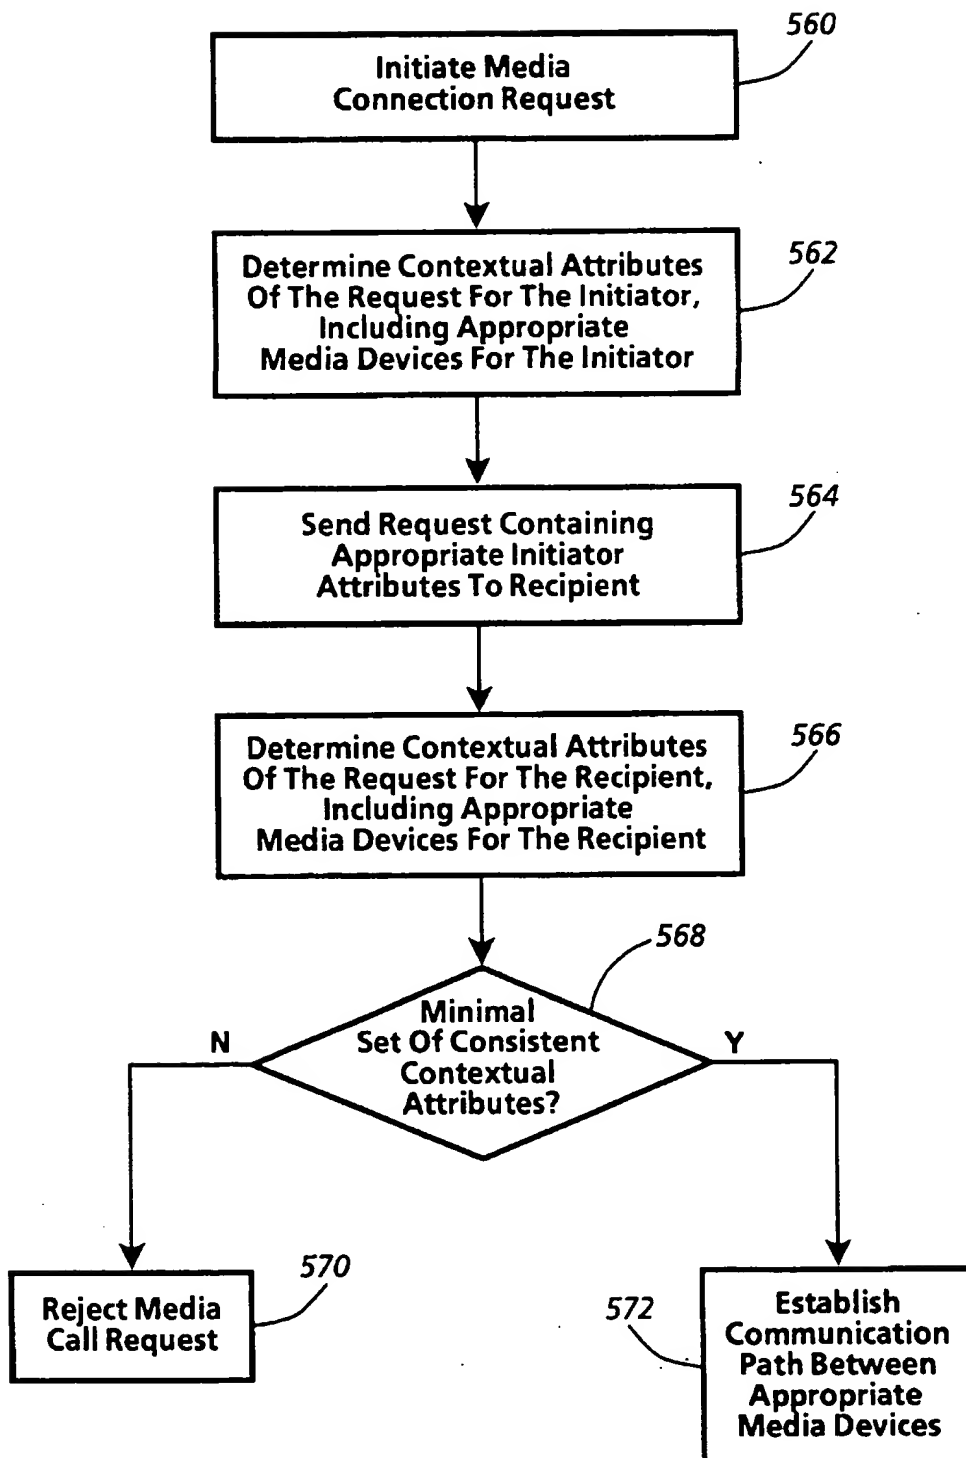 560
Initiate Media
Connection Request
562
Determine Contextual Attributes
Of The Request For The Initiator,
Including Appropriate
Media Devices For The Initiator
564
Send Request Containing
Appropriate Initiator
Attributes To Recipient
566
Determine Contextual Attributes
Of The Request For The Recipient,
Including Appropriate
Media Devices For The Recipient
568
Minimal
Set Of Consistent
Contextual
Attributes?
N
Y
570
Reject Media
Call Request
572
Establish
Communication
Path Between
Appropriate
Media Devices